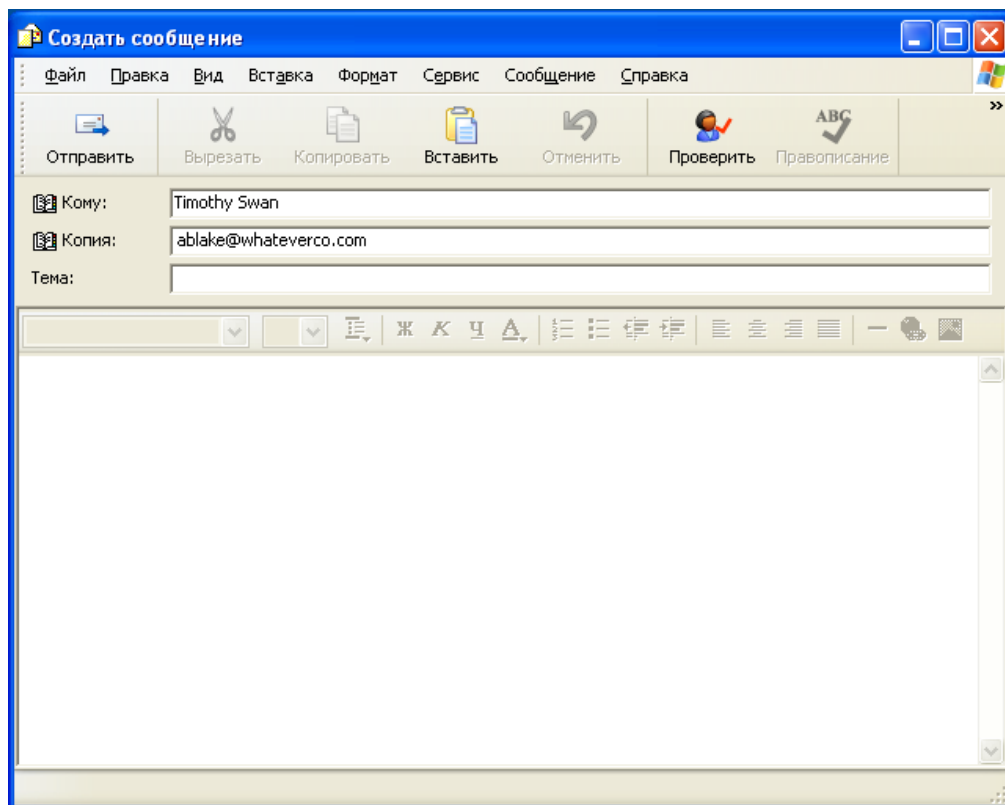 Создать сообщение
Файл Правка Вид Вставка Формат Сервис Сообщение Справка
ABC
Отправить Вырезать Копировать Вставить Отменить Проверить Правописание
Кому: Timothy Swan
Копия: ablake@whateverco.com
Тема:
Ж К Ч А